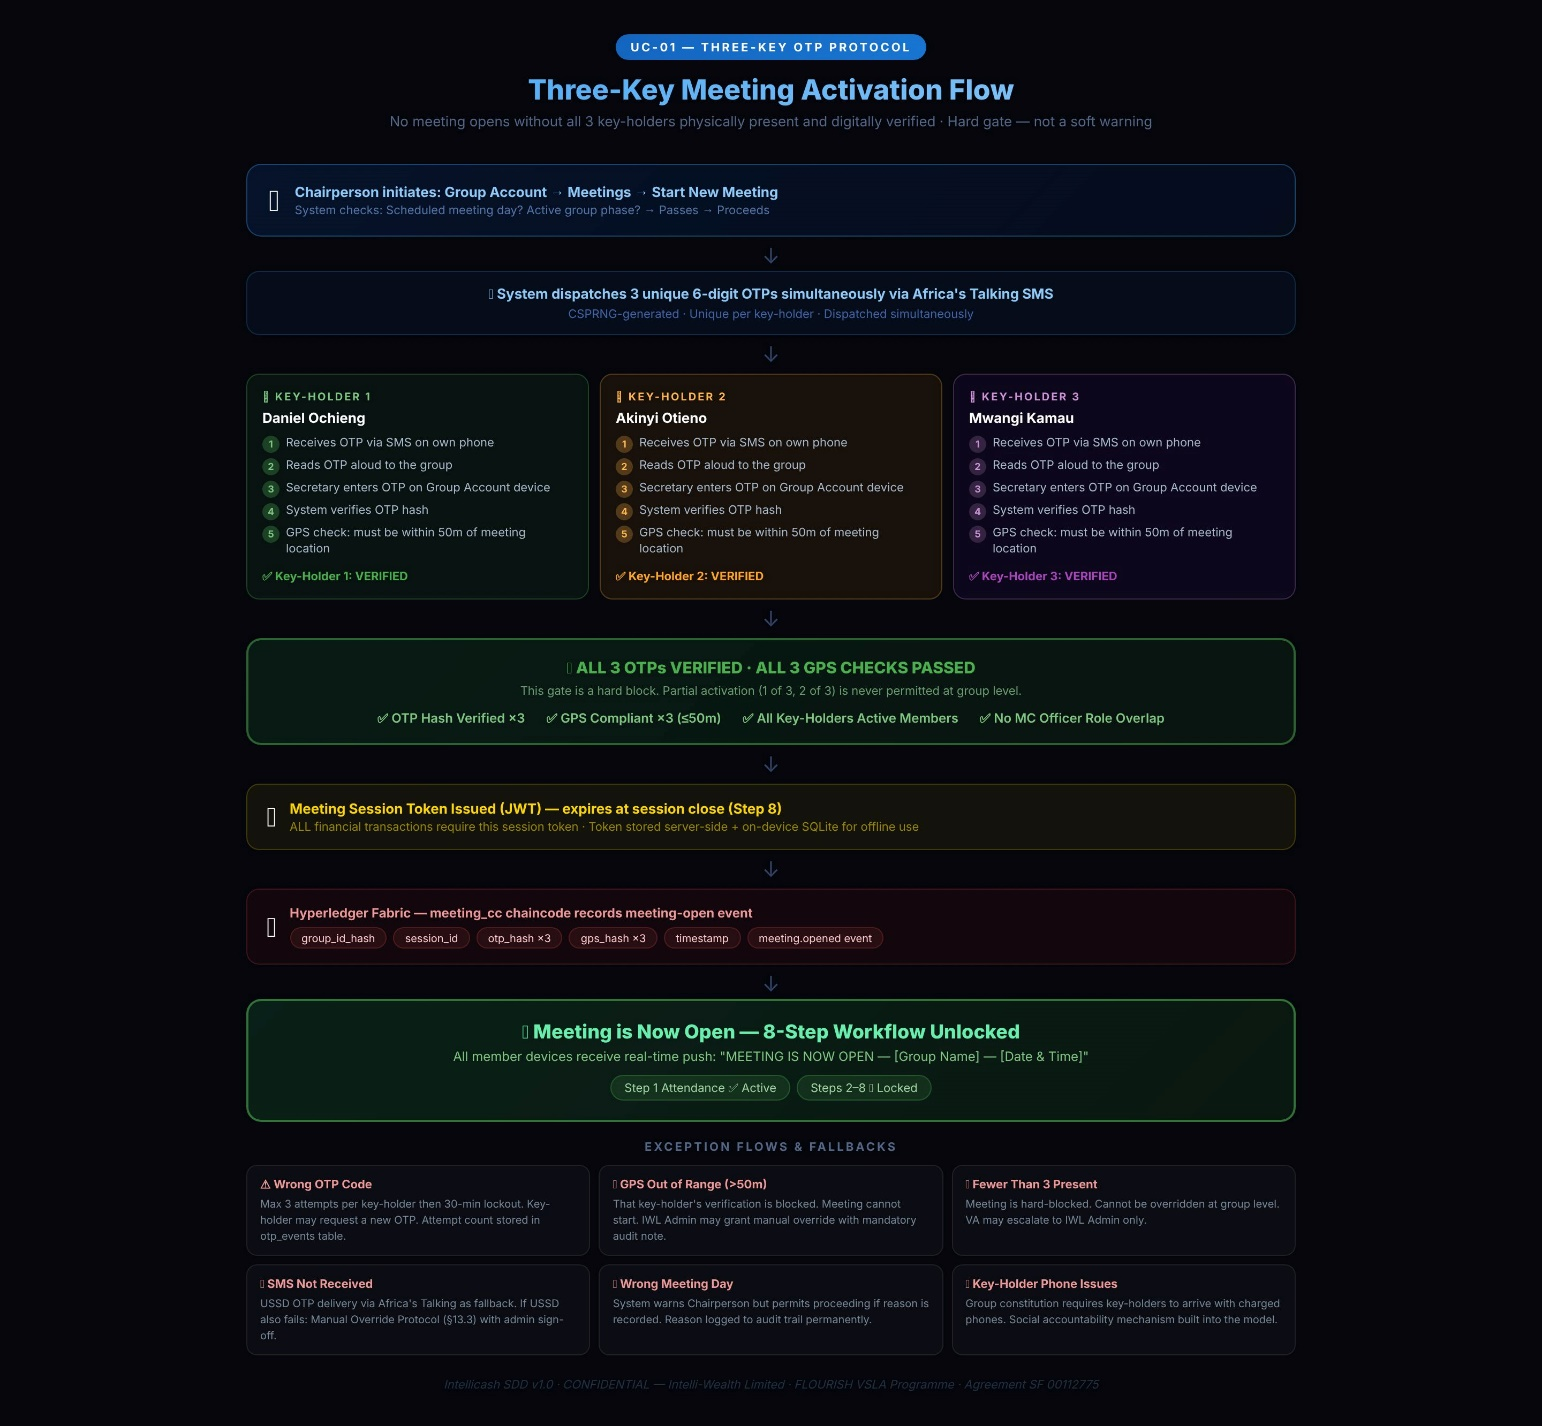 UC-01 — THREE-KEY OTP PROTOCOL
Three-Key Meeting Activation Flow
No meeting opens without all 3 key-holders physically present and digitally verified · Hard gate — not a soft warning
Chairperson initiates: Group Account → Meetings → Start New Meeting
System checks: Scheduled meeting day? Active group phase? → Passes → Proceeds
System dispatches 3 unique 6-digit OTPs simultaneously via Africa's Talking SMS
CSPRNG-generated · Unique per key-holder · Dispatched simultaneously
KEY-HOLDER 1
Daniel Ochieng
1 Receives OTP via SMS on own phone
2 Reads OTP aloud to the group
3 Secretary enters OTP on Group Account device
4 System verifies OTP hash
5 GPS check: must be within 50m of meeting
location
✅ Key-Holder 1: VERIFIED
KEY-HOLDER 2
Akinyi Otieno
1 Receives OTP via SMS on own phone
2 Reads OTP aloud to the group
3 Secretary enters OTP on Group Account device
4 System verifies OTP hash
5 GPS check: must be within 50m of meeting
location
✅ Key-Holder 2: VERIFIED
KEY-HOLDER 3
Mwangi Kamau
1 Receives OTP via SMS on own phone
2 Reads OTP aloud to the group
3 Secretary enters OTP on Group Account device
4 System verifies OTP hash
5 GPS check: must be within 50m of meeting
location
✅ Key-Holder 3: VERIFIED
ALL 3 OTPs VERIFIED · ALL 3 GPS CHECKS PASSED
This gate is a hard block. Partial activation (1 of 3, 2 of 3) is never permitted at group level.
✅ OTP Hash Verified ×3 ✅ GPS Compliant ×3 (≤50m) ✅ All Key-Holders Active Members ✅ No MC Officer Role Overlap
Meeting Session Token Issued (JWT) — expires at session close (Step 8)
ALL financial transactions require this session token · Token stored server-side + on-device SQLite for offline use
Hyperledger Fabric — meeting_cc chaincode records meeting-open event
group_id_hash session_id otp_hash ×3 gps_hash ×3 timestamp meeting.opened event
Meeting is Now Open — 8-Step Workflow Unlocked
All member devices receive real-time push: "MEETING IS NOW OPEN — [Group Name] — [Date & Time]"
Step 1 Attendance ✅ Active Steps 2–8 Locked
EXCEPTION FLOWS & FALLBACKS
⚠ Wrong OTP Code
Max 3 attempts per key-holder then 30-min lockout. Key-
holder may request a new OTP. Attempt count stored in
otp_events table.
GPS Out of Range (>50m)
That key-holder's verification is blocked. Meeting cannot
start. IWL Admin may grant manual override with mandatory
audit note.
Fewer Than 3 Present
Meeting is hard-blocked. Cannot be overridden at group level.
VA may escalate to IWL Admin only.
SMS Not Received
USSD OTP delivery via Africa's Talking as fallback. If USSD
also fails: Manual Override Protocol (§13.3) with admin sign-
off.
Wrong Meeting Day
System warns Chairperson but permits proceeding if reason is
recorded. Reason logged to audit trail permanently.
Key-Holder Phone Issues
Group constitution requires key-holders to arrive with charged
phones. Social accountability mechanism built into the model.
Intellicash SDD v1.0 · CONFIDENTIAL — Intelli-Wealth Limited · FLOURISH VSLA Programme · Agreement SF 00112775